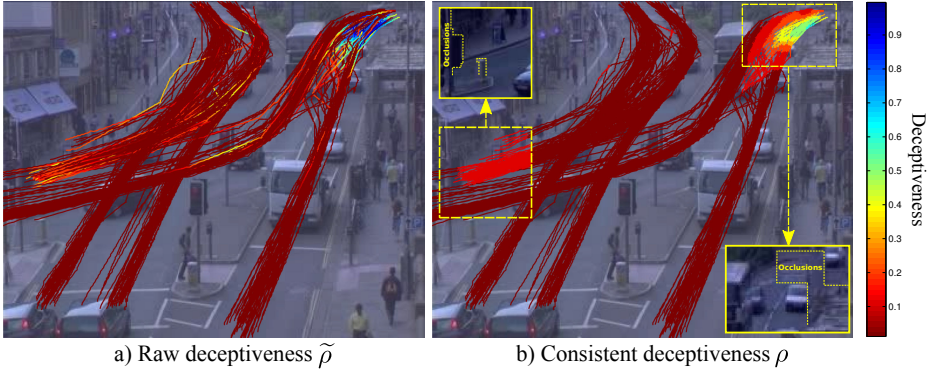 Occlusions
Occlusions
0.9
0.8
0.7
0.6
0.5
0.4
0.3
0.2
0.1
Deceptiveness
a) Raw deceptiveness ρ̃
b) Consistent deceptiveness ρ